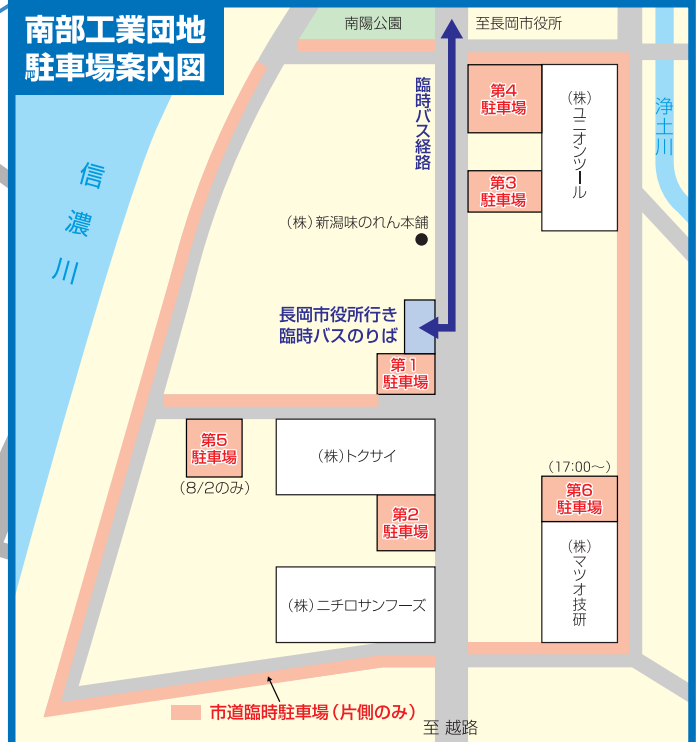 南部工業団地
駐車場案内図
南陽公園
至長岡市役所
臨時バス経路
第4
駐車場
(株)ユニオンツール
浄土川
信濃川
第3
駐車場
(株)新潟味のれん本舗
長岡市役所行き
臨時バスのりば
第1
駐車場
第5
駐車場
(8/2のみ)
(株)トクサイ
(17:00〜)
第6
駐車場
第2
駐車場
(株)マツオ技研
(株)ニチロサンフーズ
市道臨時駐車場(片側のみ)
至 越路